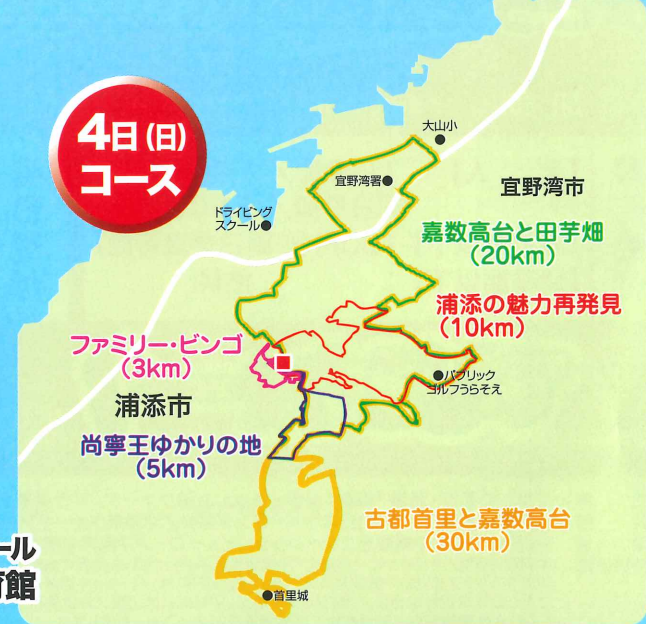 4日(日)
コース
大山小
宜野湾署
宜野湾市
ドライビング
スクール
嘉数高台と田芋畑
(20km)
浦添の魅力再発見
(10km)
ファミリー・ビンゴ
(3km)
パブリック
ゴルフうらそえ
浦添市
尚寧王ゆかりの地
(5km)
古都首里と嘉数高台
(30km)
ール
館
首里城